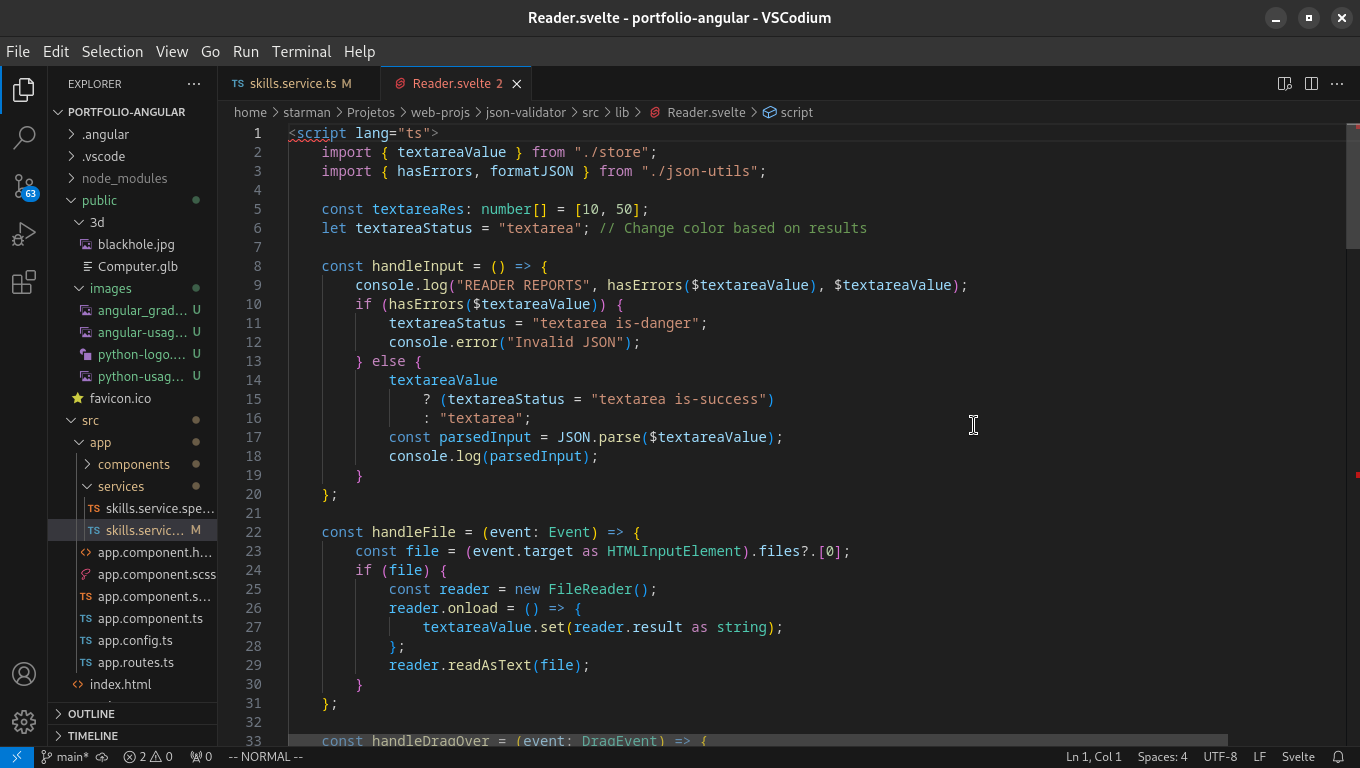 Reader.svelte - portfolio-angular - VSCodium
File Edit Selection View Go Run Terminal Help
EXPLORER
PORTFOLIO-ANGULAR
.angular
.vscode
node_modules
public
3d
blackhole.jpg
Computer.glb
images
angular_grad... U
angular-usag... U
python-logo.... U
python-usag... U
favicon.ico
src
app
components
services
TS skills.service.spe...
TS skills.servic... M
app.component.h...
app.component.scss
TS app.component.s...
TS app.component.ts
TS app.config.ts
TS app.routes.ts
index.html
OUTLINE
TIMELINE
63
TS skills.service.ts M
Reader.svelte 2
home > starman > Projetos > web-projs > json-validator > src > lib > Reader.svelte > script
1 <script lang="ts">
2 import { textareaValue } from "./store";
3 import { hasErrors, formatJSON } from "./json-utils";
4
5 const textareaRes: number[] = [10, 50];
6 let textareaStatus = "textarea"; // Change color based on results
7
8 const handleInput = () => {
9 console.log("READER REPORTS", hasErrors($textareaValue), $textareaValue);
10 if (hasErrors($textareaValue)) {
11 textareaStatus = "textarea is-danger";
12 console.error("Invalid JSON");
13 } else {
14 textareaValue
15 ? (textareaStatus = "textarea is-success")
16 : "textarea";
17 const parsedInput = JSON.parse($textareaValue);
18 console.log(parsedInput);
19 }
20 };
21
22 const handleFile = (event: Event) => {
23 const file = (event.target as HTMLInputElement).files?.[0];
24 if (file) {
25 const reader = new FileReader();
26 reader.onload = () => {
27 textareaValue.set(reader.result as string);
28 };
29 reader.readAsText(file);
30 }
31 };
32
33 const handleDragOver = (event: DragEvent) => {
main* 2 0 0 -- NORMAL -- Ln 1, Col 1 Spaces: 4 UTF-8 LF Svelte